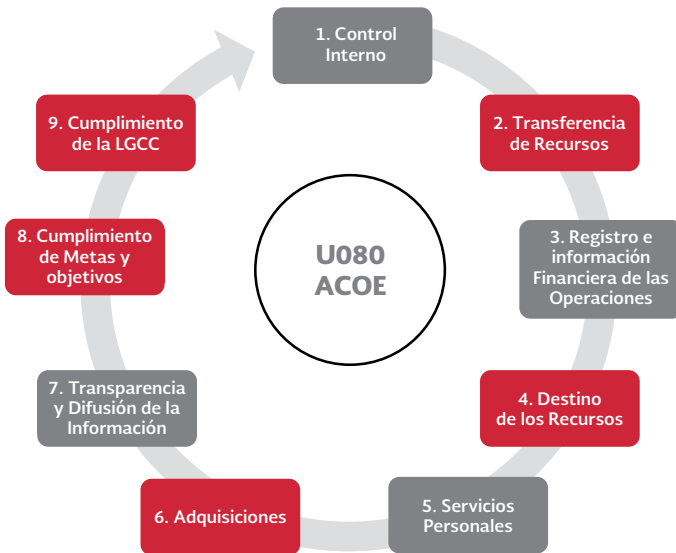 1. Control
Interno
2. Transferencia
de Recursos
3. Registro e
información
Financiera de las
Operaciones
4. Destino
de los Recursos
5. Servicios
Personales
6. Adquisiciones
7. Transparencia
y Difusión de la
Información
8. Cumplimiento
de Metas y
objetivos
9. Cumplimiento
de la LGCC
U080
ACOE